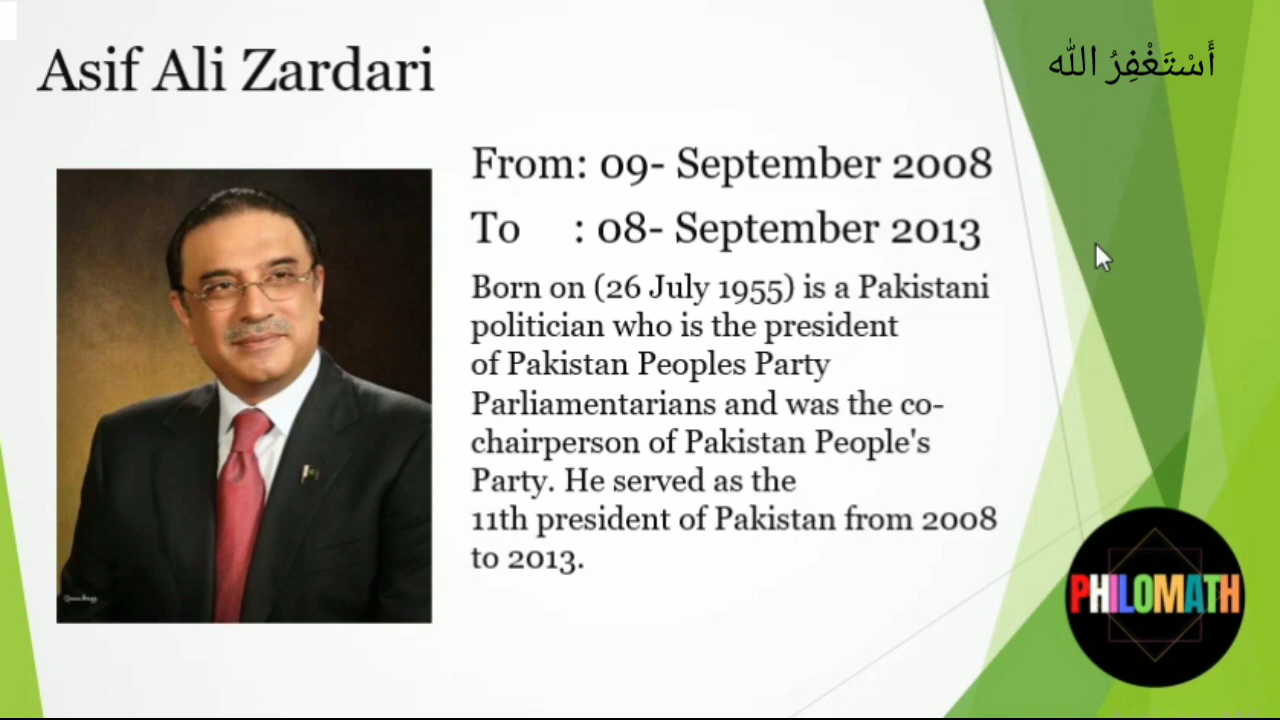 Asif Ali Zardari
أَسْتَغْفِرُ الله
From: 09- September 2008
To : 08- September 2013
Born on (26 July 1955) is a Pakistani
politician who is the president
of Pakistan Peoples Party
Parliamentarians and was the co-
chairperson of Pakistan People's
Party. He served as the
11th president of Pakistan from 2008
to 2013.
PHILOMATH